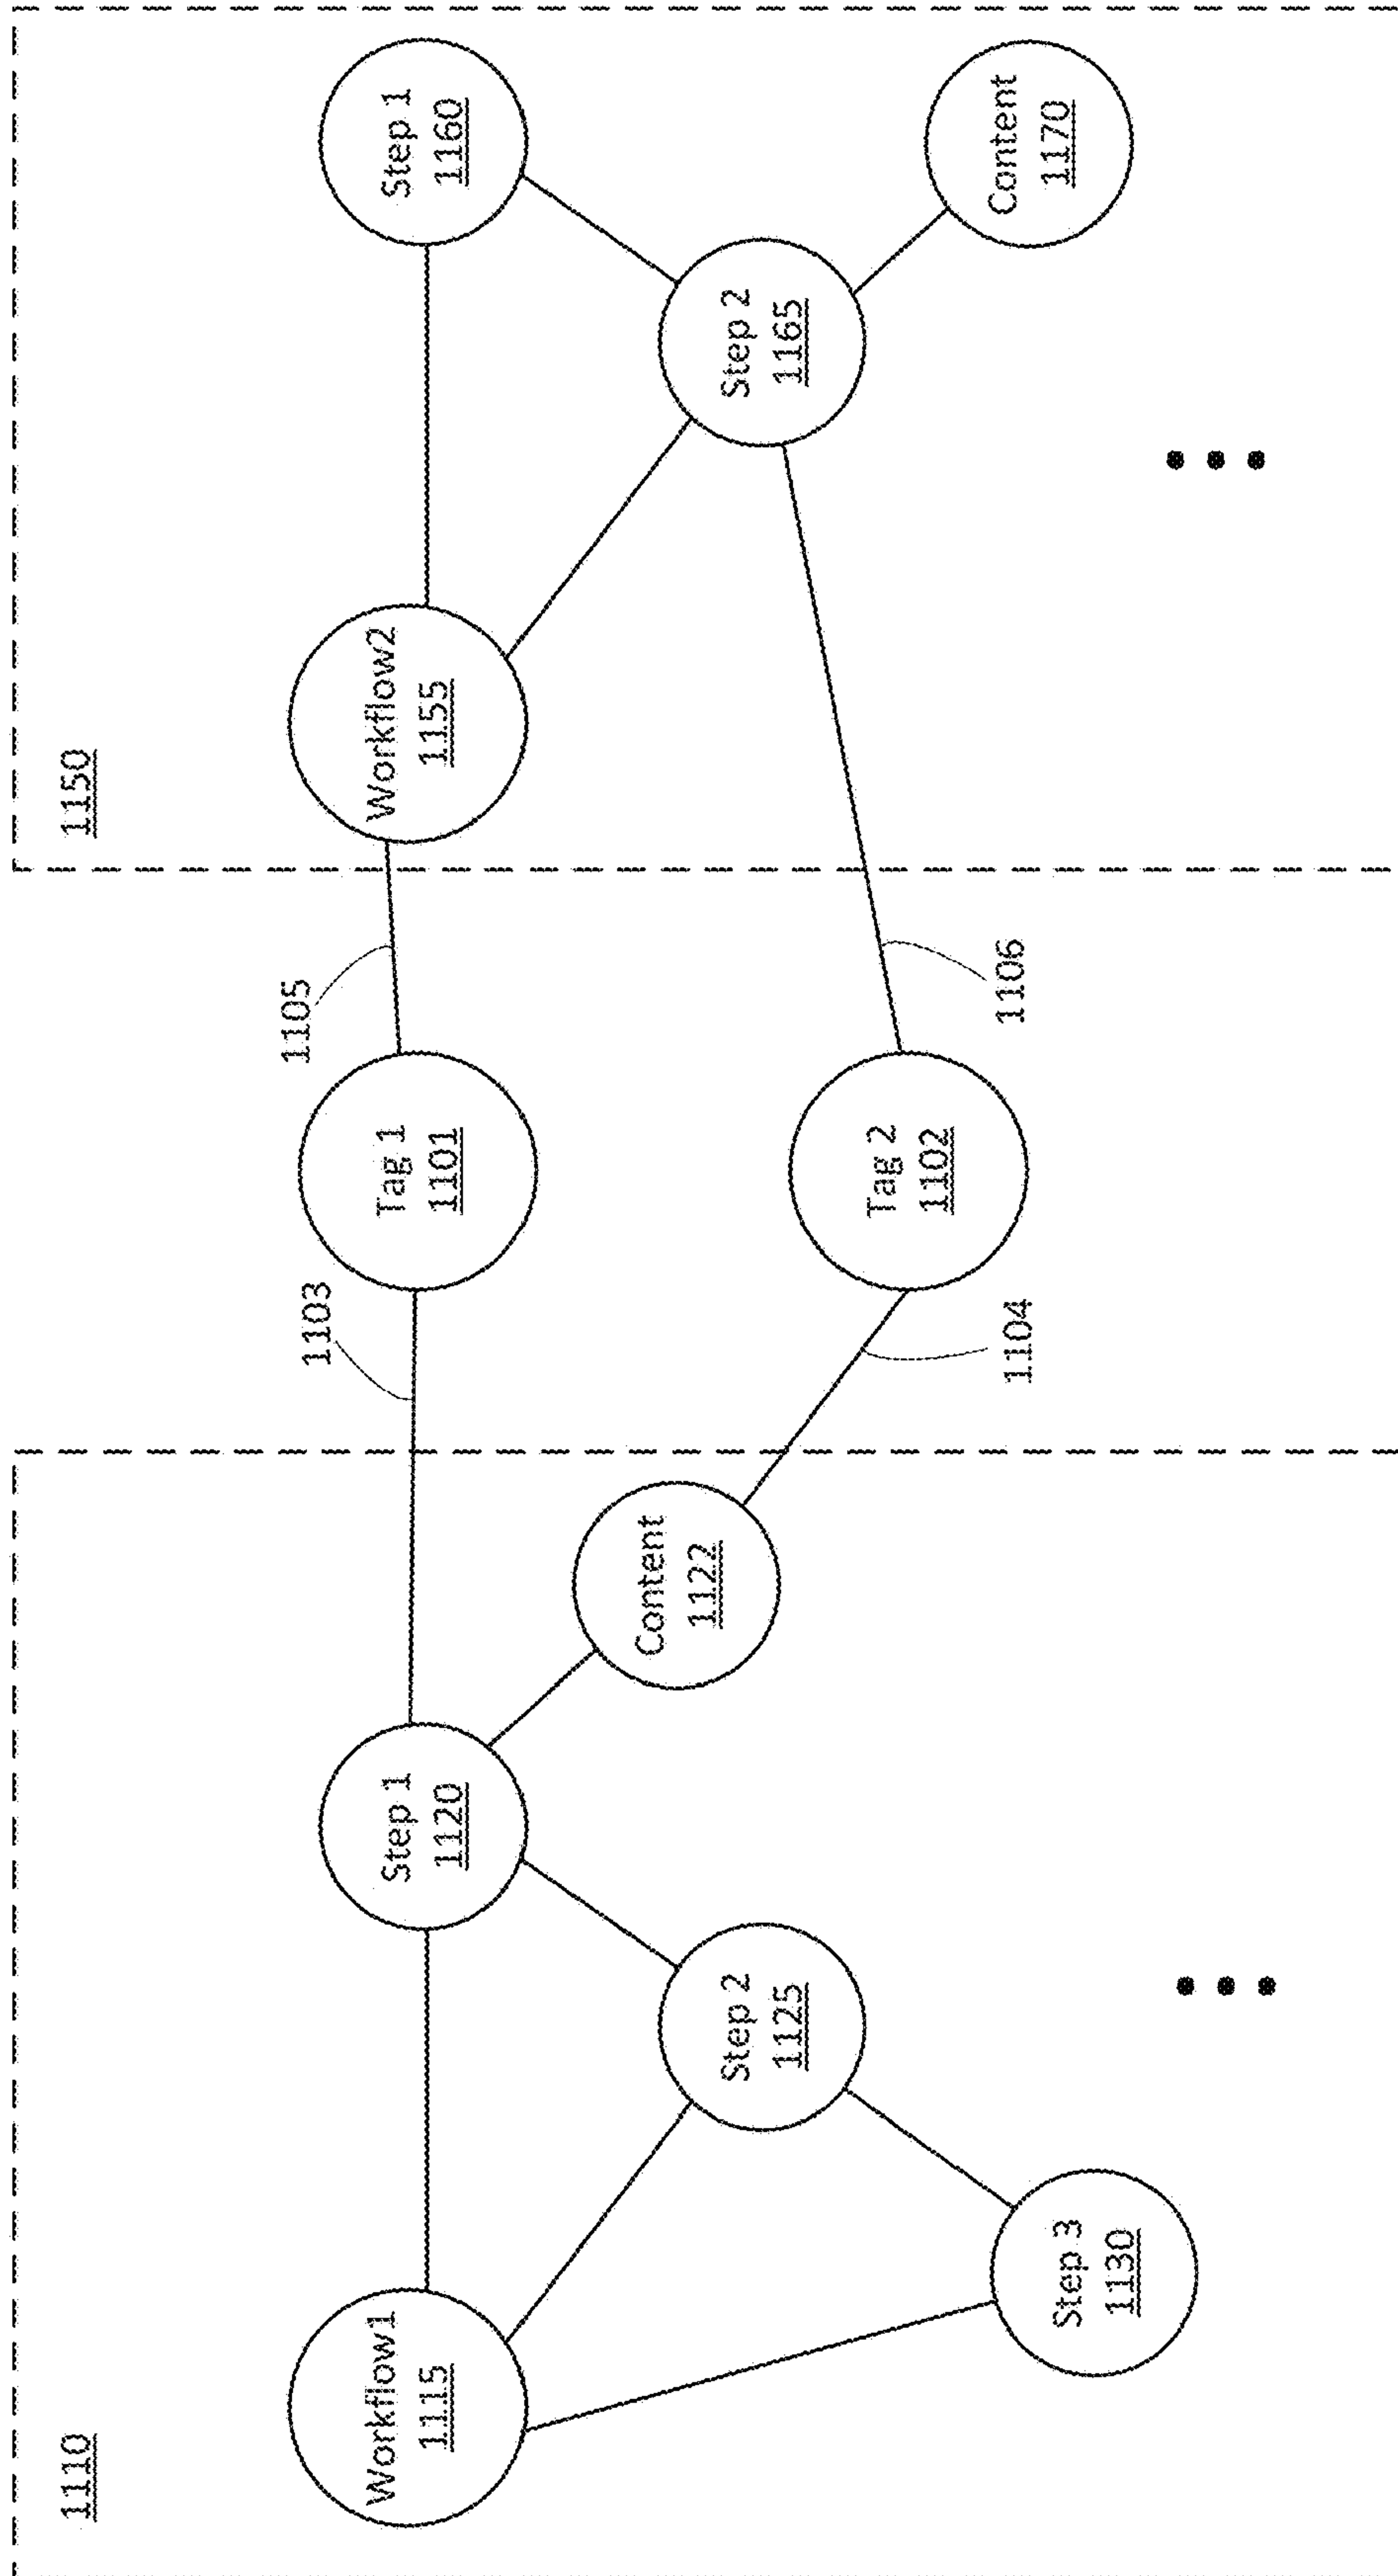 1110
1150
Workflow1
1115
Step 1
1120
Step 2
1125
Step 3
1130
Content
1122
1103
1104
Tag 1
1101
Tag 2
1102
1105
1106
Workflow2
1155
Step 1
1160
Step 2
1165
Content
1170